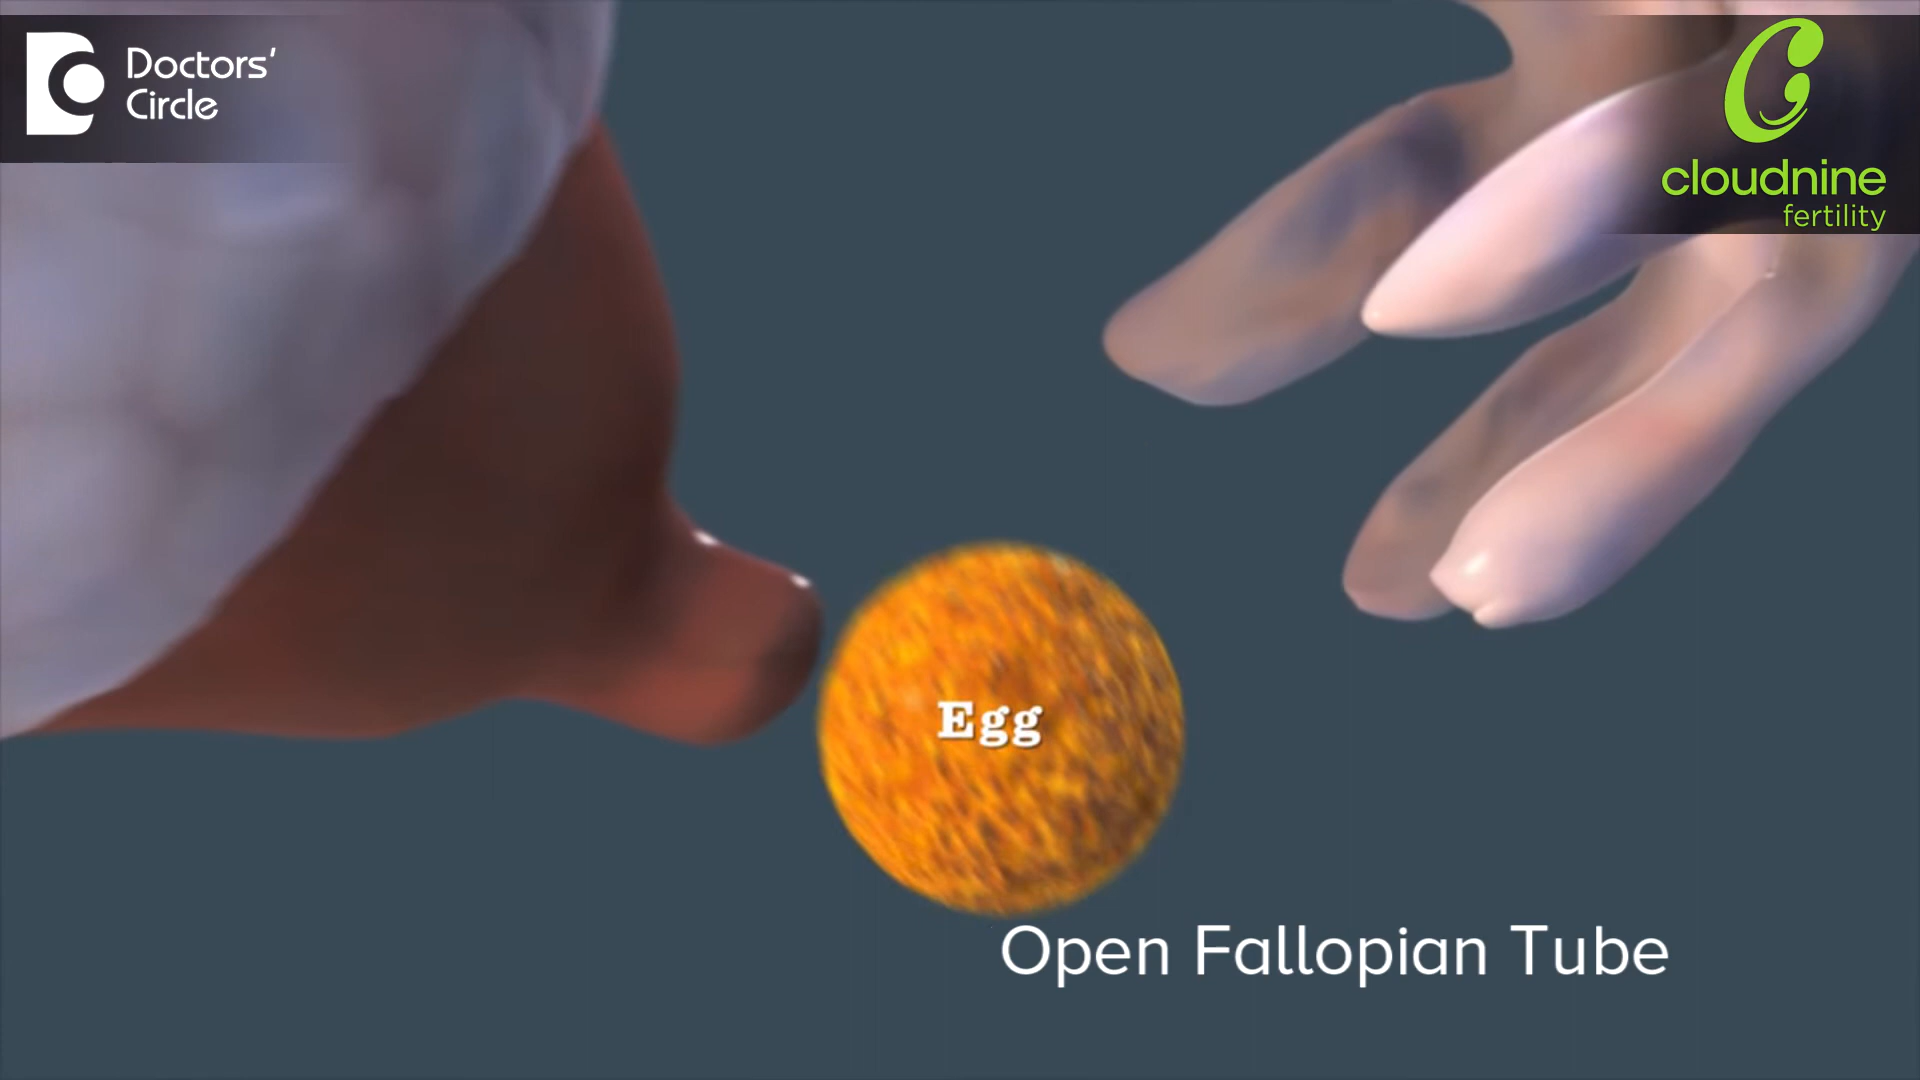 Doctors'
Circle
cloudnine
fertility
Egg
Open Fallopian Tube